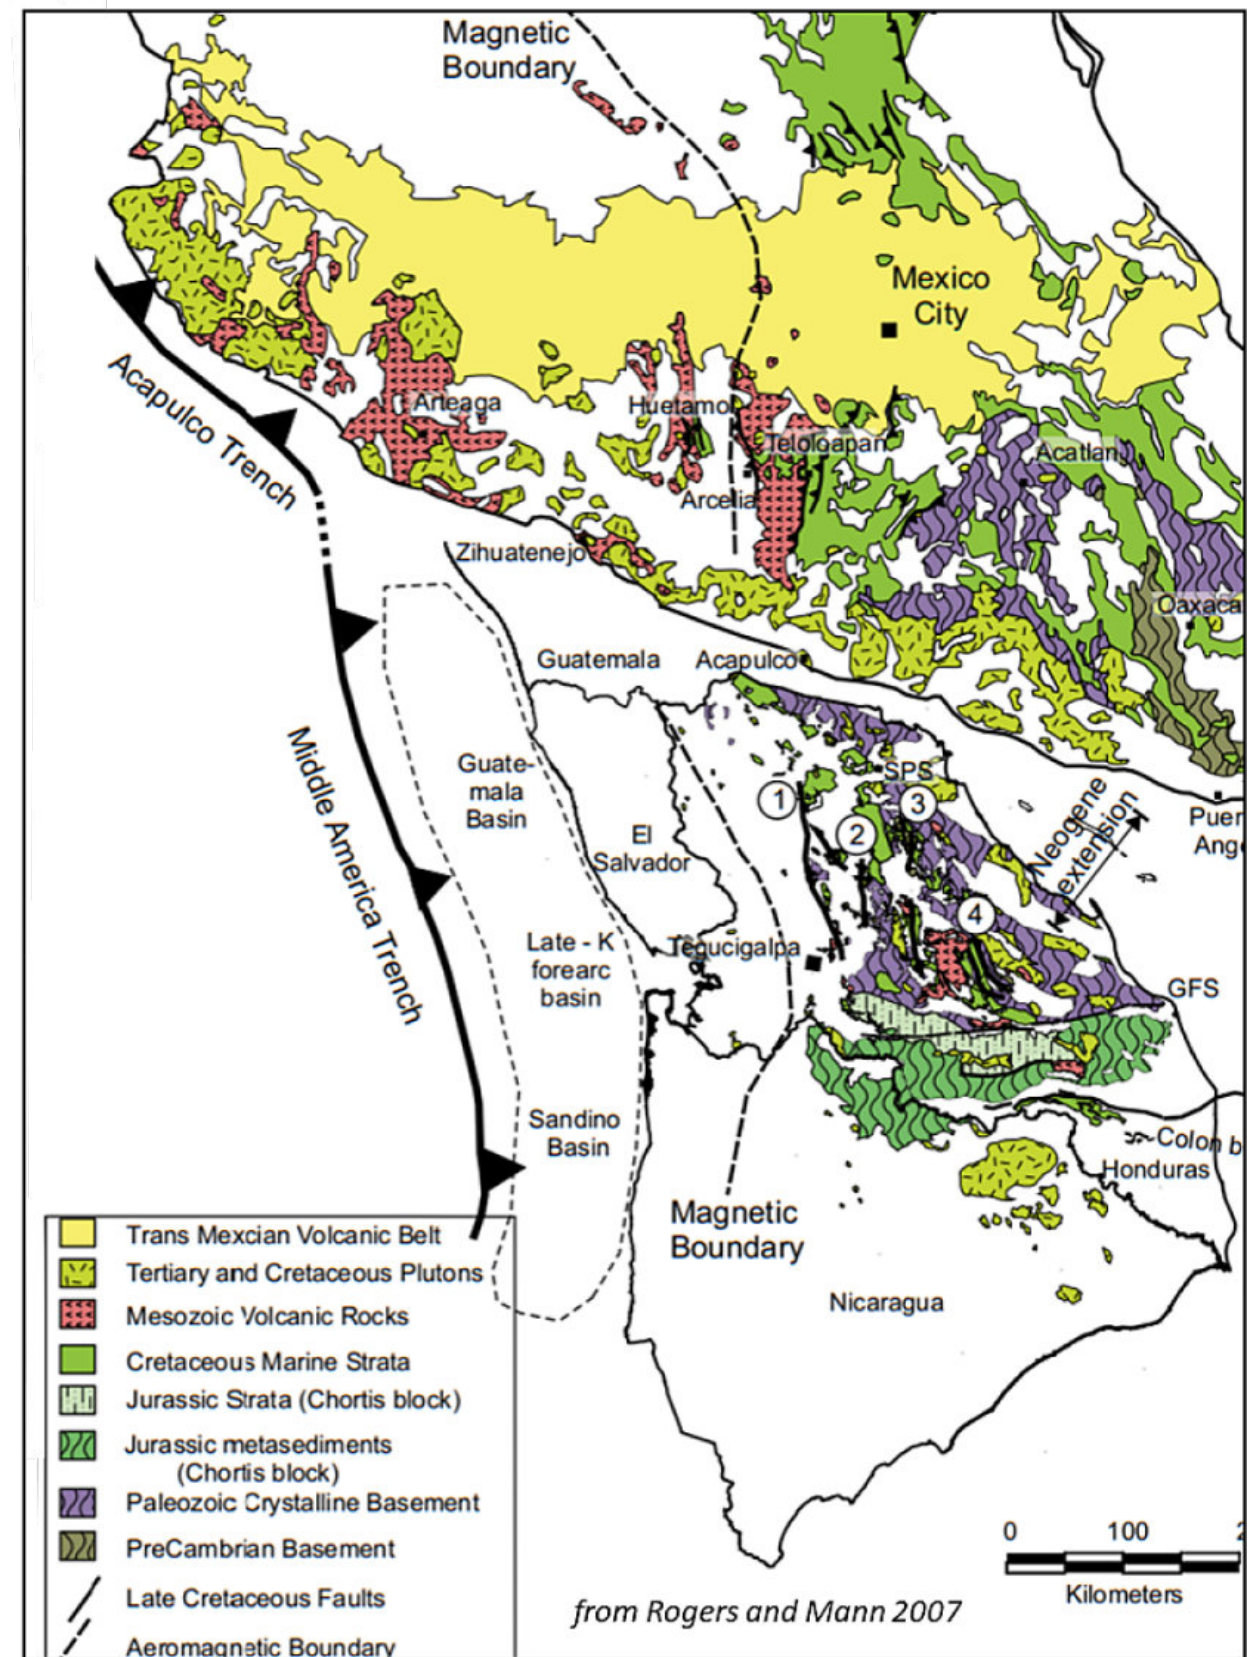 Magnetic
Boundary
Mexico
City
Acapulco Trench
Arteaga
Huetamo
Teloloapan
Acatlan
Arcelia
Zihuatenejo
Oaxaca
Guatemala
Acapulco
Guate-
mala
Basin
SPS
1
3
2
Neogene
extension
Puer
Ang
El
Salvador
Middle America Trench
4
Late - K
forearc
basin
Tegucigalpa
GFS
Sandino
Basin
Colon b
Honduras
Magnetic
Boundary
Nicaragua
Trans Mexcian Volcanic Belt
Tertiary and Cretaceous Plutons
Mesozoic Volcanic Rocks
Cretaceous Marine Strata
Jurassic Strata (Chortis block)
Jurassic metasediments
(Chortis block)
Paleozoic Crystalline Basement
PreCambrian Basement
Late Cretaceous Faults
Aeromagnetic Boundary
0 100 2
Kilometers
from Rogers and Mann 2007